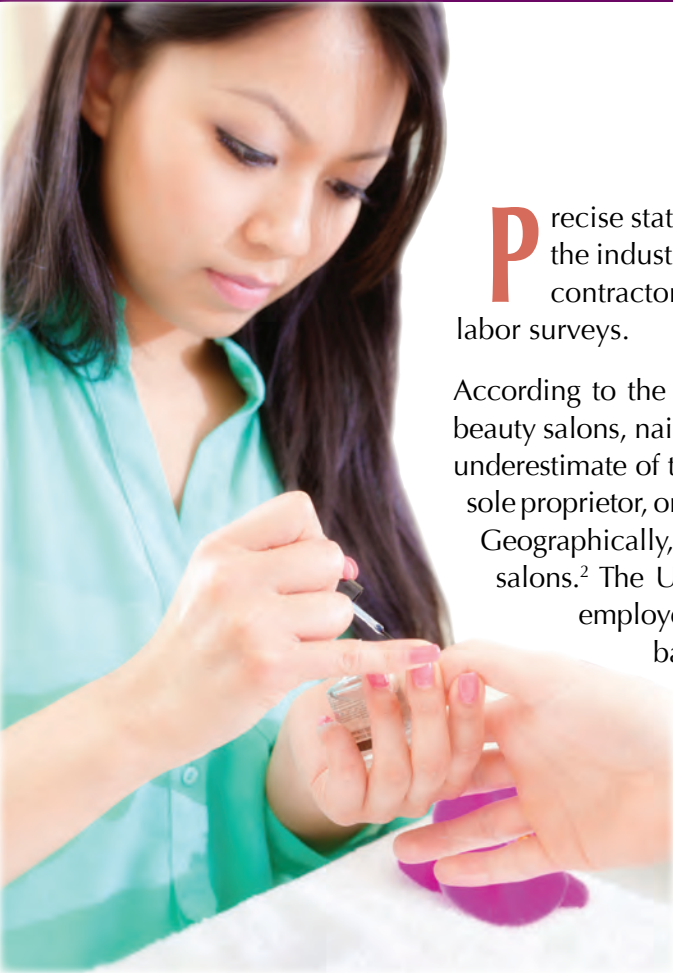 Precise stat
the indust
contractor
labor surveys.
According to the
beauty salons, nai
underestimate of t
sole proprietor, or
Geographically,
salons.² The U
employe
ba